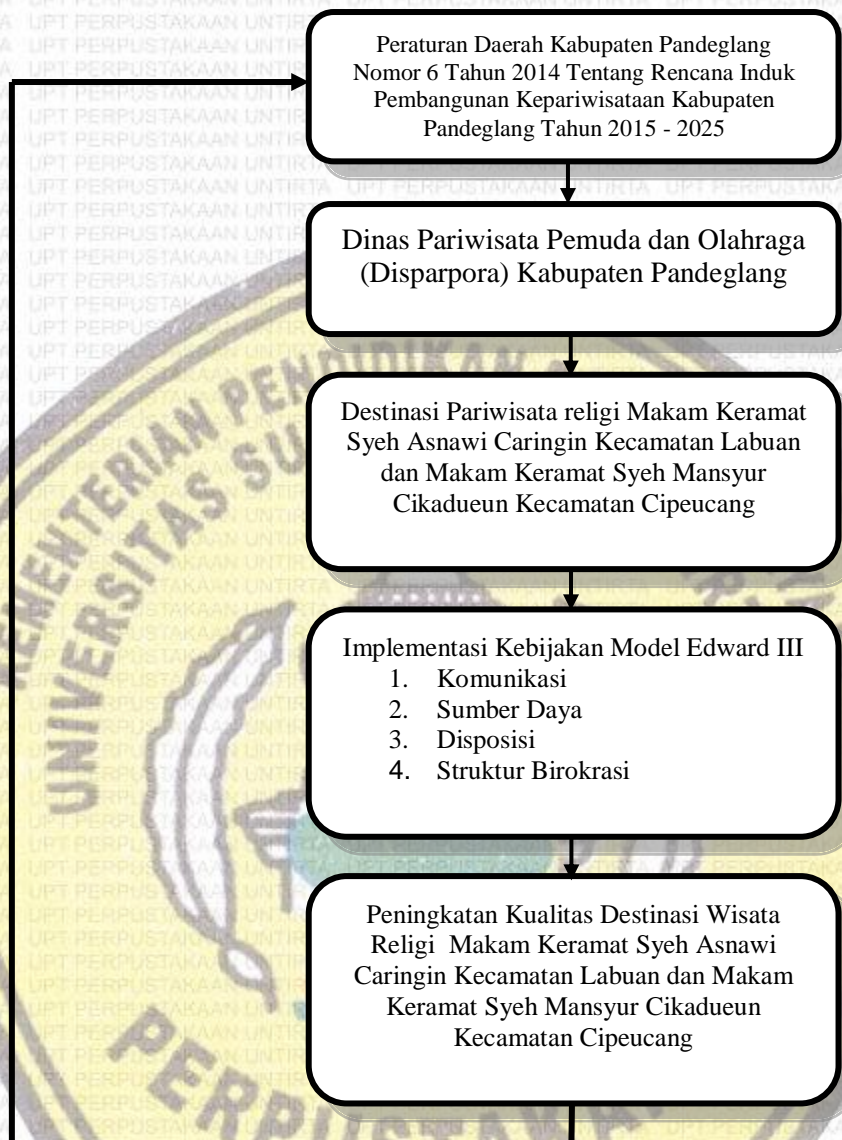 Peraturan Daerah Kabupaten Pandeglang
Nomor 6 Tahun 2014 Tentang Rencana Induk
Pembangunan Kepariwisataan Kabupaten
Pandeglang Tahun 2015 - 2025
Dinas Pariwisata Pemuda dan Olahraga
(Disparpora) Kabupaten Pandeglang
Destinasi Pariwisata religi Makam Keramat
Syeh Asnawi Caringin Kecamatan Labuan
dan Makam Keramat Syeh Mansyur
Cikadueun Kecamatan Cipeucang
Implementasi Kebijakan Model Edward III
1. Komunikasi
2. Sumber Daya
3. Disposisi
4. Struktur Birokrasi
Peningkatan Kualitas Destinasi Wisata
Religi Makam Keramat Syeh Asnawi
Caringin Kecamatan Labuan dan Makam
Keramat Syeh Mansyur Cikadueun
Kecamatan Cipeucang
UPT PERPUSTAKAAN UNTIRTA